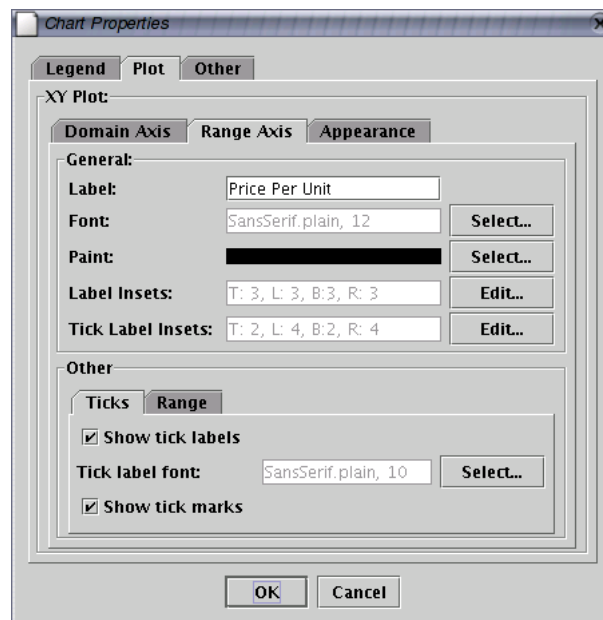 Chart Properties
Legend Plot Other
XY Plot:
Domain Axis Range Axis Appearance
General:
Label: Price Per Unit
Font: SansSerif.plain, 12 Select...
Paint: Select...
Label Insets: T: 3, L: 3, B:3, R: 3 Edit...
Tick Label Insets: T: 2, L: 4, B:2, R: 4 Edit...
Other
Ticks Range
Show tick labels
Tick label font: SansSerif.plain, 10 Select...
Show tick marks
OK Cancel